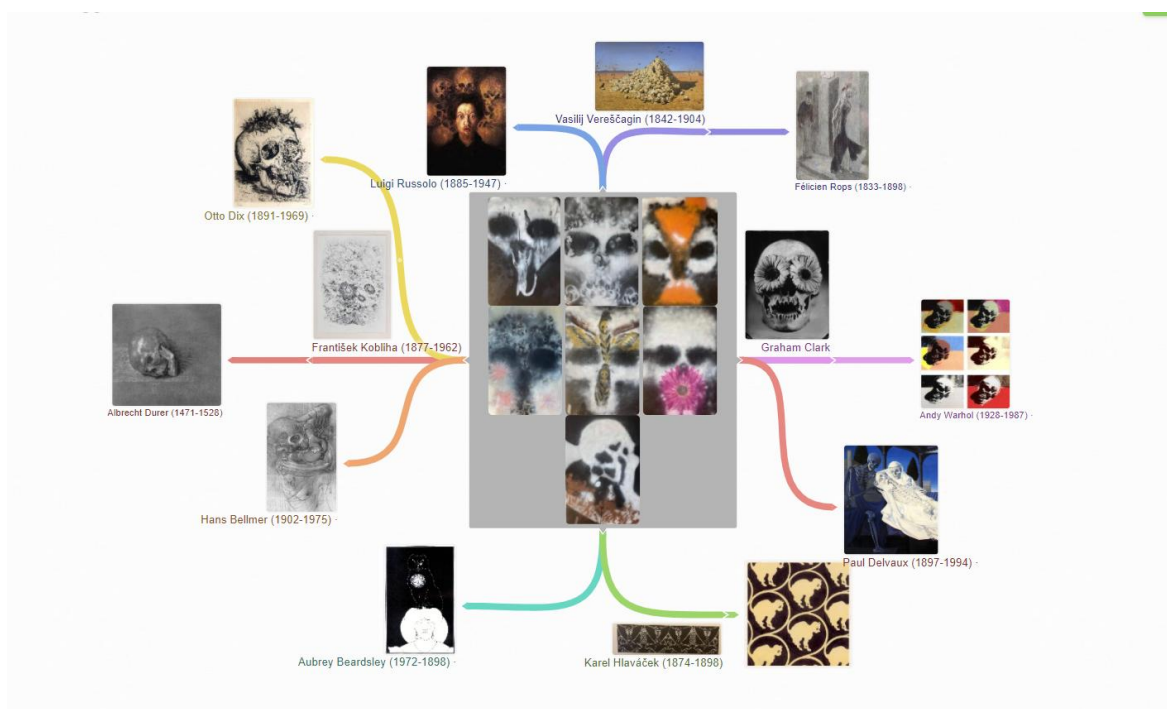 Vasilij Vereščagin (1842-1904)
Luigi Russolo (1885-1947) ·
Félicien Rops (1833-1898) ·
Otto Dix (1891-1969) ·
František Kobliha (1877-1962)
Graham Clark
Albrecht Durer (1471-1528)
Andy Warhol (1928-1987) ·
Hans Bellmer (1902-1975) ·
Paul Delvaux (1897-1994) ·
Aubrey Beardsley (1972-1898) ·
Karel Hlaváček (1874-1898)